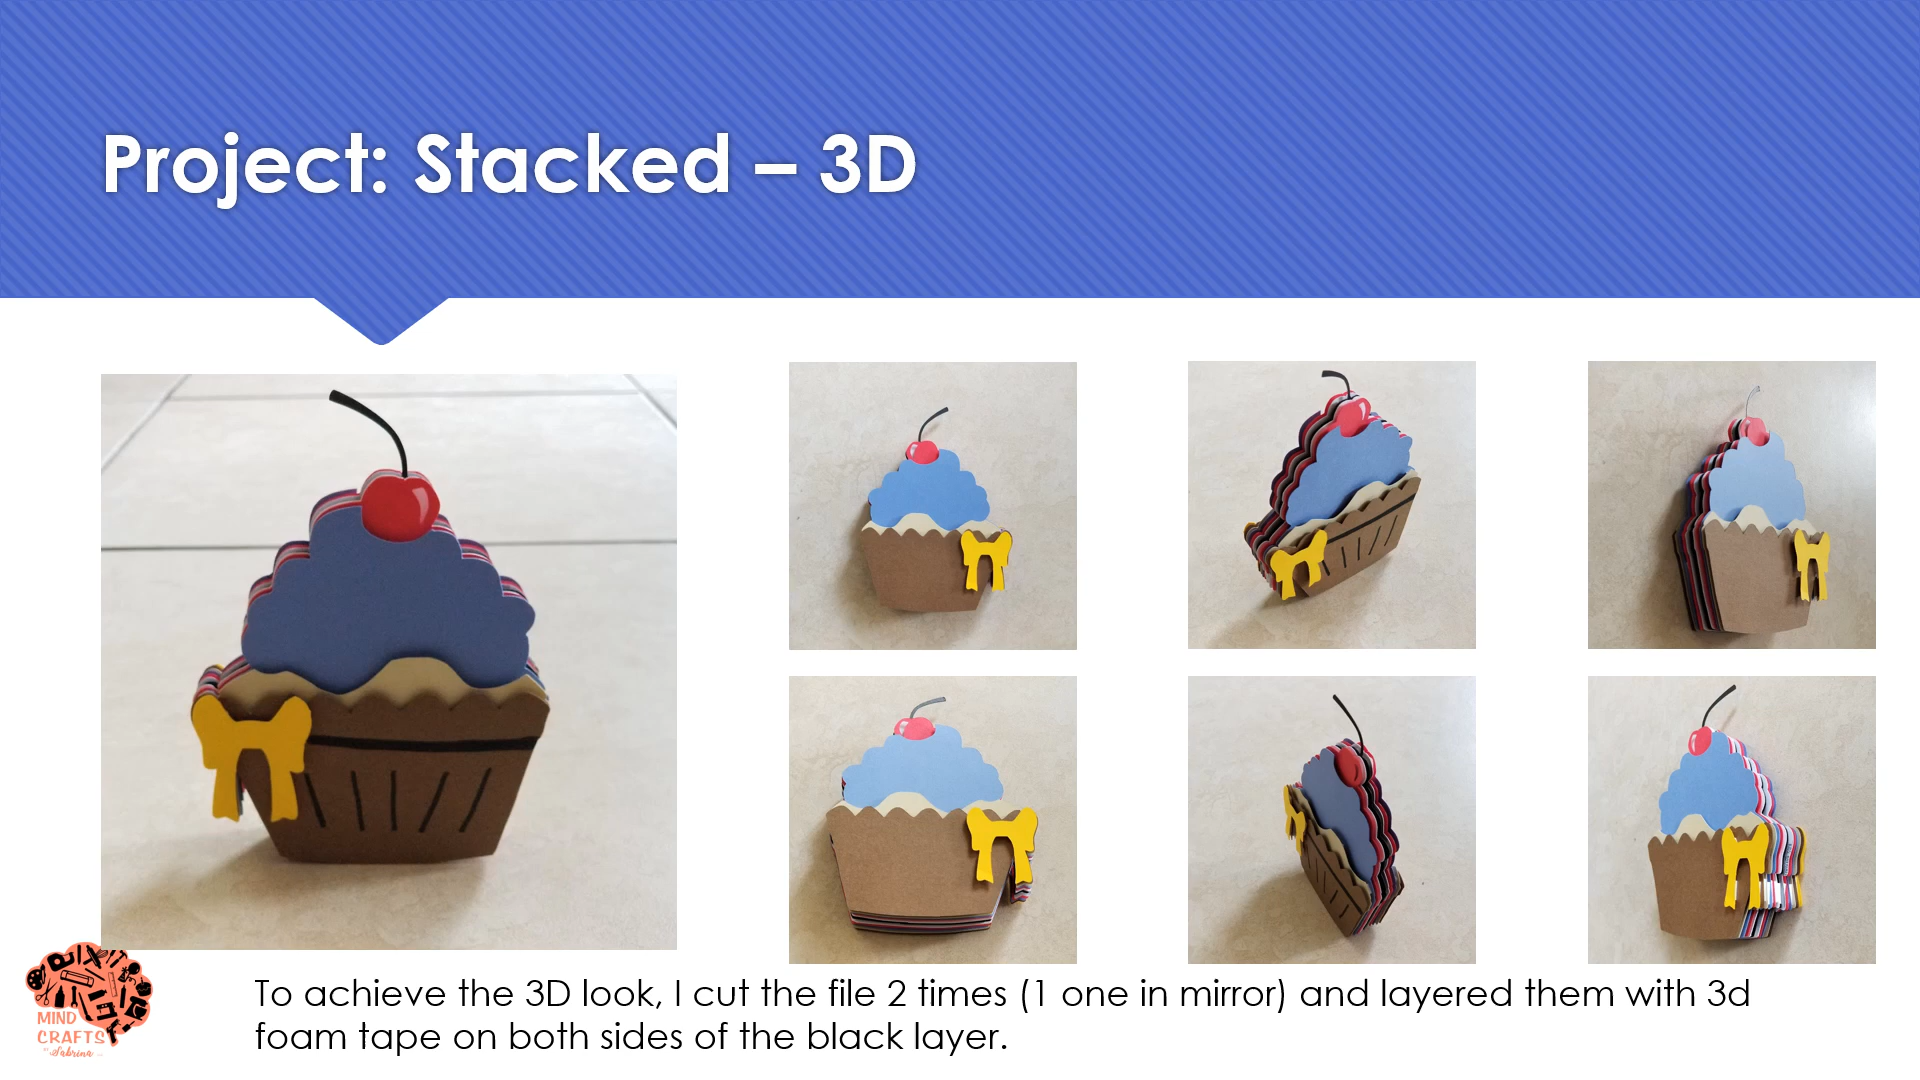 Project: Stacked – 3D
To achieve the 3D look, I cut the file 2 times (1 one in mirror) and layered them with 3d
foam tape on both sides of the black layer.
MIND
CRAFTS
Sabrina